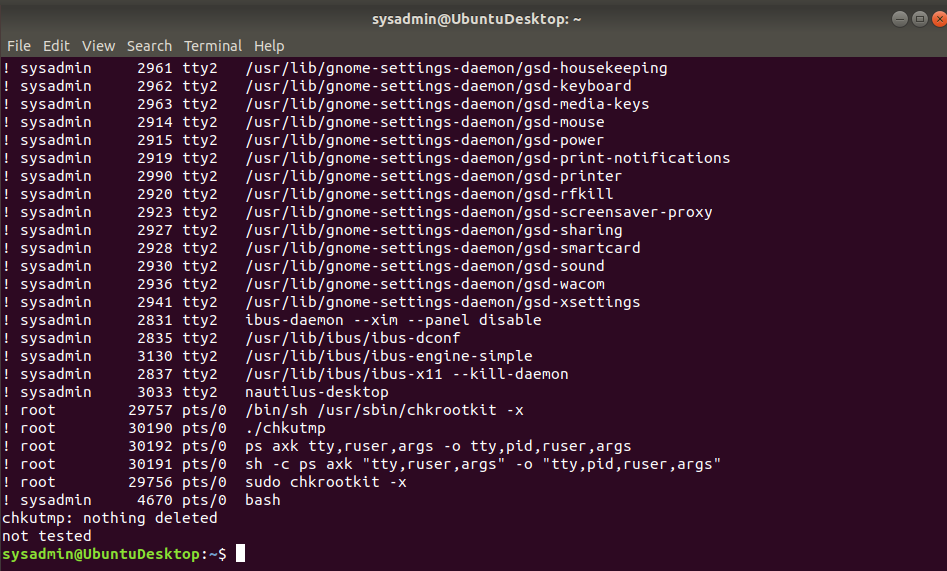 sysadmin@UbuntuDesktop: ~
File Edit View Search Terminal Help
! sysadmin     2961 tty2   /usr/lib/gnome-settings-daemon/gsd-housekeeping
! sysadmin     2962 tty2   /usr/lib/gnome-settings-daemon/gsd-keyboard
! sysadmin     2963 tty2   /usr/lib/gnome-settings-daemon/gsd-media-keys
! sysadmin     2914 tty2   /usr/lib/gnome-settings-daemon/gsd-mouse
! sysadmin     2915 tty2   /usr/lib/gnome-settings-daemon/gsd-power
! sysadmin     2919 tty2   /usr/lib/gnome-settings-daemon/gsd-print-notifications
! sysadmin     2990 tty2   /usr/lib/gnome-settings-daemon/gsd-printer
! sysadmin     2920 tty2   /usr/lib/gnome-settings-daemon/gsd-rfkill
! sysadmin     2923 tty2   /usr/lib/gnome-settings-daemon/gsd-screensaver-proxy
! sysadmin     2927 tty2   /usr/lib/gnome-settings-daemon/gsd-sharing
! sysadmin     2928 tty2   /usr/lib/gnome-settings-daemon/gsd-smartcard
! sysadmin     2930 tty2   /usr/lib/gnome-settings-daemon/gsd-sound
! sysadmin     2936 tty2   /usr/lib/gnome-settings-daemon/gsd-wacom
! sysadmin     2941 tty2   /usr/lib/gnome-settings-daemon/gsd-xsettings
! sysadmin     2831 tty2   ibus-daemon --xim --panel disable
! sysadmin     2835 tty2   /usr/lib/ibus/ibus-dconf
! sysadmin     3130 tty2   /usr/lib/ibus/ibus-engine-simple
! sysadmin     2837 tty2   /usr/lib/ibus/ibus-x11 --kill-daemon
! sysadmin     3033 tty2   nautilus-desktop
! root        29757 pts/0  /bin/sh /usr/sbin/chkrootkit -x
! root        30190 pts/0  ./chkutmp
! root        30192 pts/0  ps axk tty,ruser,args -o tty,pid,ruser,args
! root        30191 pts/0  sh -c ps axk "tty,ruser,args" -o "tty,pid,ruser,args"
! root        29756 pts/0  sudo chkrootkit -x
! sysadmin     4670 pts/0  bash
chkutmp: nothing deleted
not tested
sysadmin@UbuntuDesktop:~$